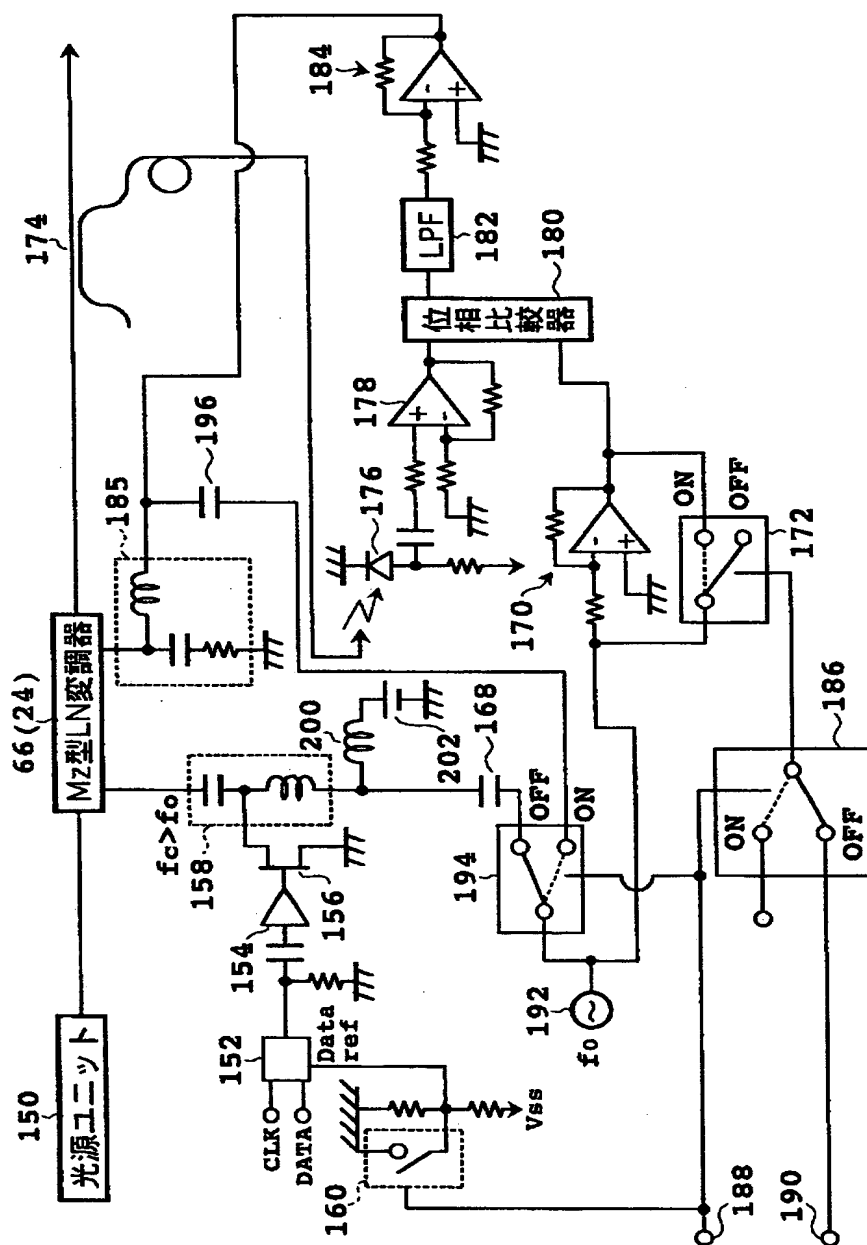 150
光源ユニット
66(24)
Mz型LN変調器
174
185
196
184
LPF
182
位相比較器
180
178
176
fc>fo
158
154
156
152
CLK
DATA
Data
ref
160
Vss
200
202
168
OFF
ON
194
192
fo
170
ON
OFF
172
186
ON
OFF
188
190
+
-
+
-
+
-